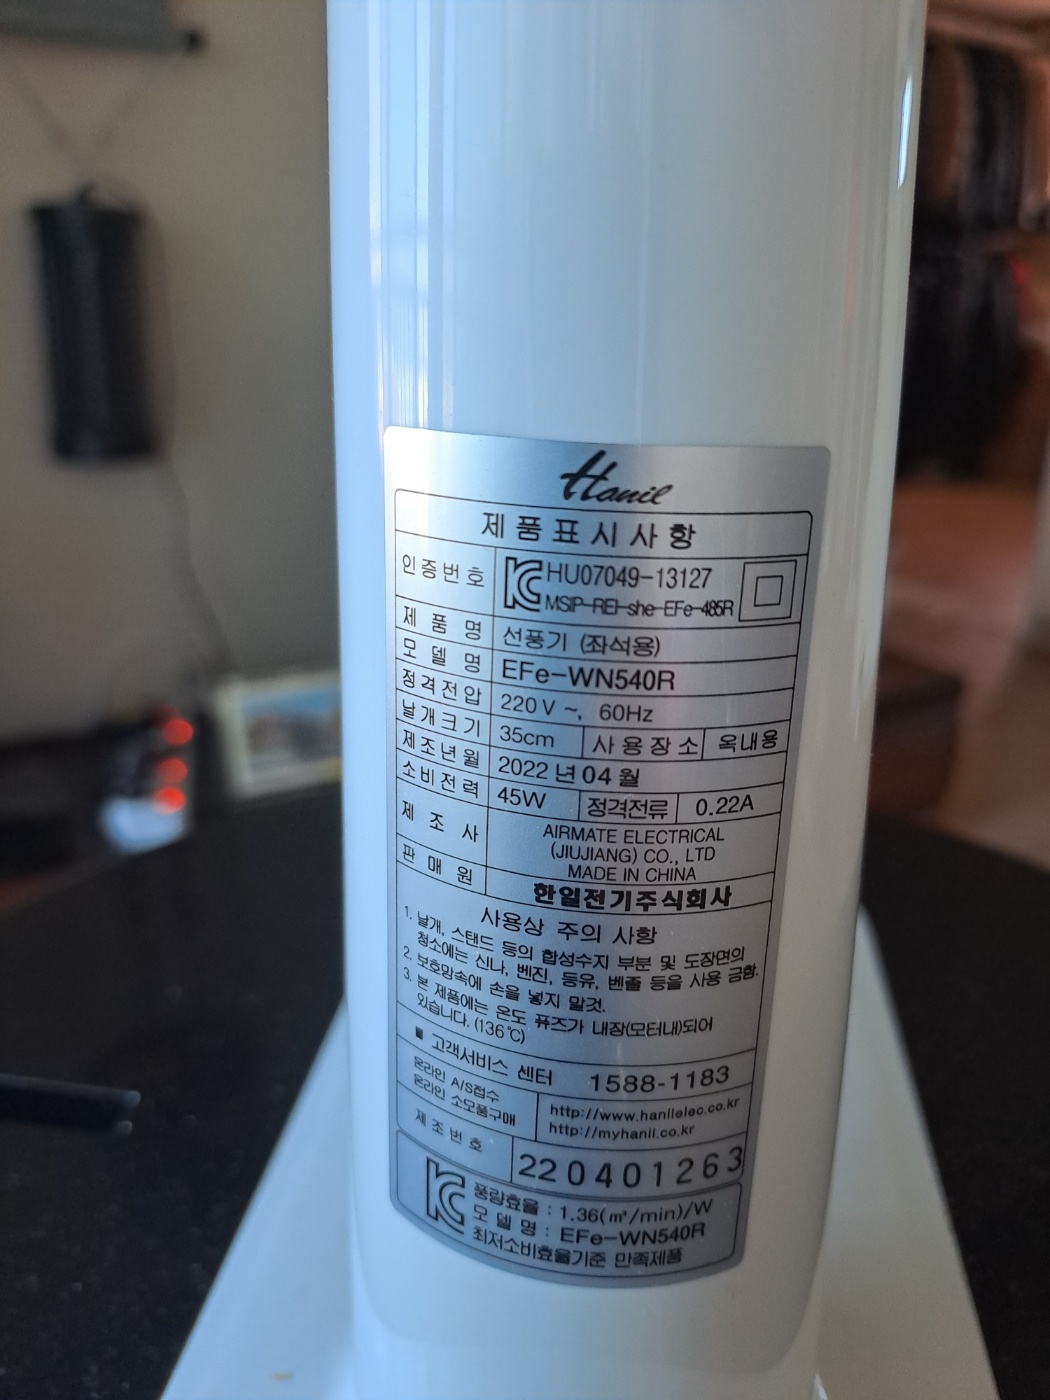 Hanil
제품표시사항
인증번호 HU07049-13127
MSIP-REI-she-EFe-485R
제품명 선풍기 (좌석용)
모델명 EFe-WN540R
정격전압 220V ~, 60Hz
날개크기 35cm 사용장소 옥내용
제조년월 2022년 04월
소비전력 45W 정격전류 0.22A
제조사 AIRMATE ELECTRICAL
(JIUJIANG) CO., LTD
MADE IN CHINA
판매원 한일전기주식회사
사용상 주의 사항
1. 날개, 스탠드 등의 합성수지 부분 및 도장면의
청소에는 신나, 벤진, 등유, 벤졸 등을 사용 금함.
2. 보호망속에 손을 넣지 말것.
3. 본 제품에는 온도 퓨즈가 내장(모터내)되어
있습니다. (136℃)
■ 고객서비스 센터 1588-1183
온라인 A/S접수 http://www.hanilelec.co.kr
온라인 소모품구매 http://myhanil.co.kr
제조번호 220401263
풍량효율 : 1.36(㎥/min)/W
모델명 : EFe-WN540R
최저소비효율기준 만족제품